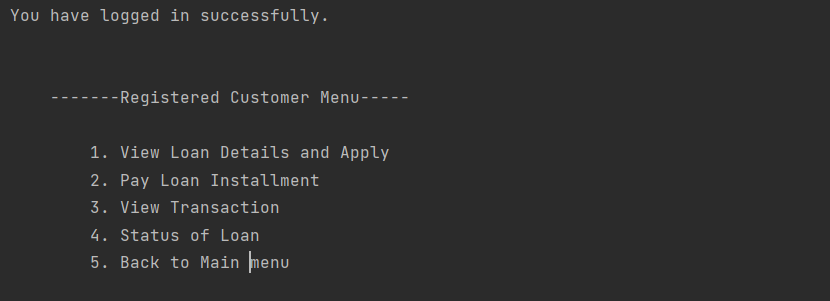 You have logged in successfully.
-------Registered Customer Menu-----
1. View Loan Details and Apply
2. Pay Loan Installment
3. View Transaction
4. Status of Loan
5. Back to Main menu